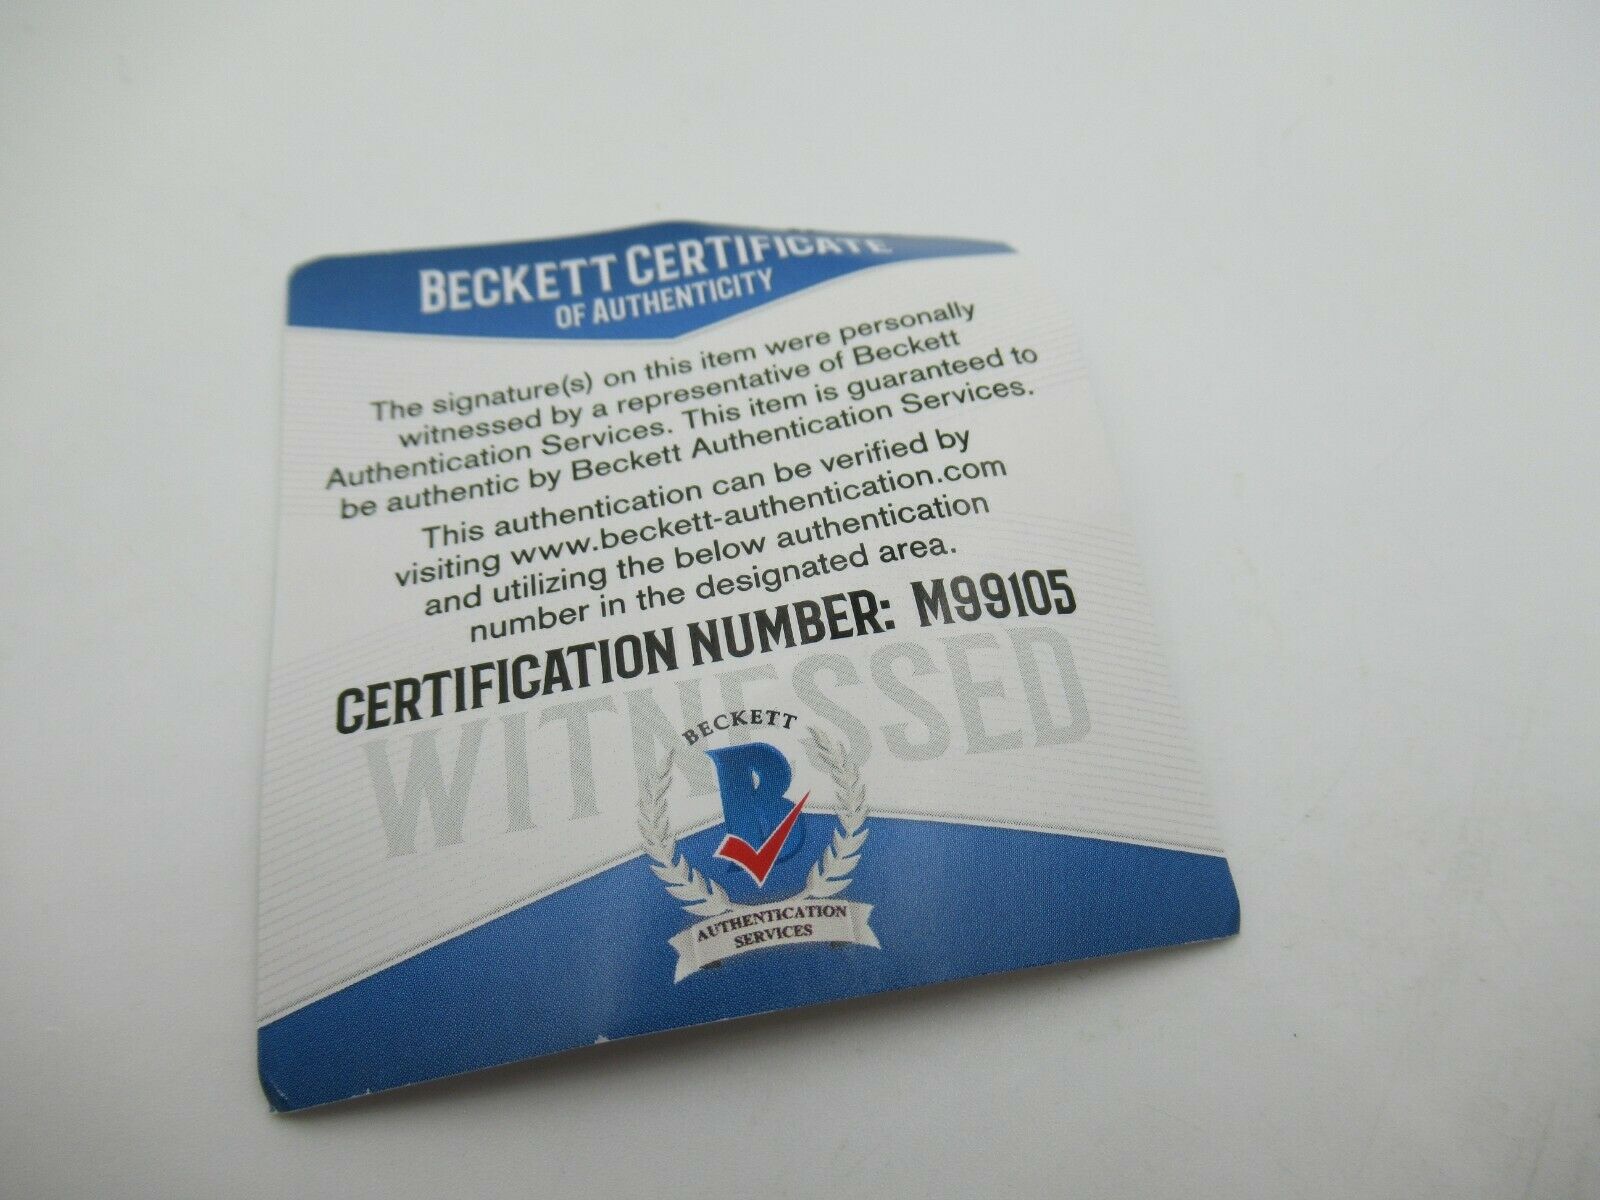 BECKETT CERTIFICATE
OF AUTHENTICITY
The signature(s) on this item were personally
witnessed by a representative of Beckett
Authentication Services. This item is guaranteed to
be authentic by Beckett Authentication Services.
This authentication can be verified by
visiting www.beckett-authentication.com
and utilizing the below authentication
number in the designated area.
CERTIFICATION NUMBER: M99105
WITNESSED
BECKETT
B
AUTHENTICATION
SERVICES